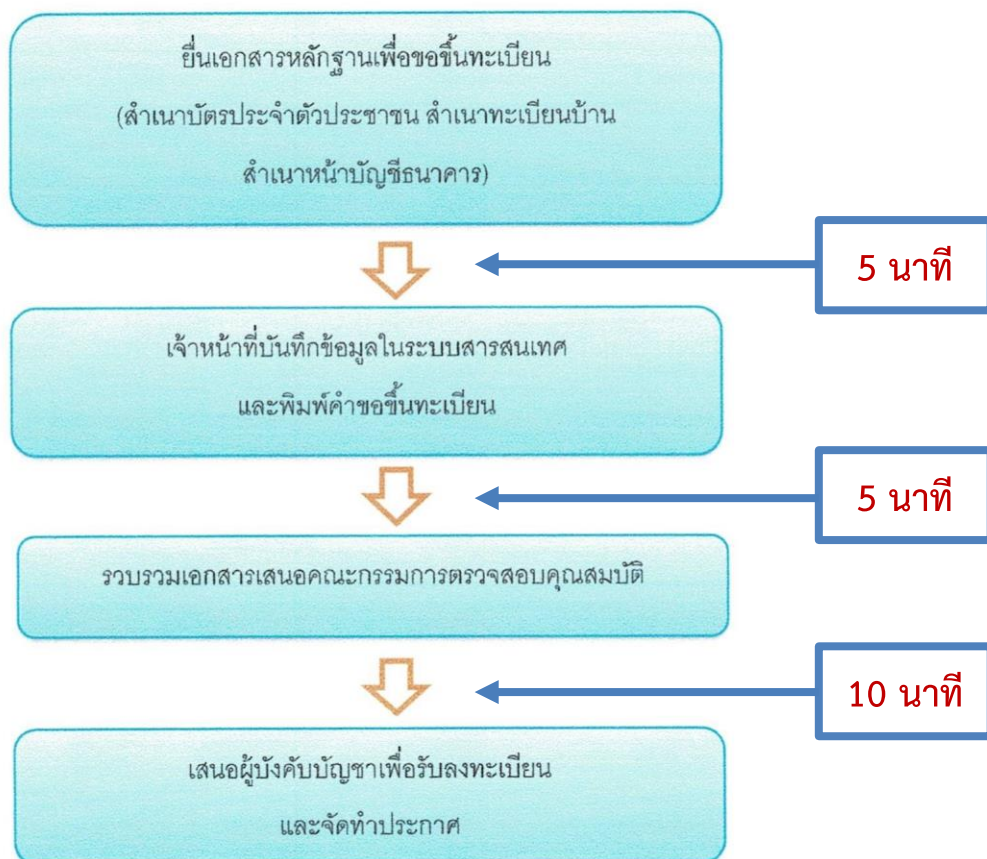 ยื่นเอกสารหลักฐานเพื่อขอขึ้นทะเบียน
(สำเนาบัตรประจำตัวประชาชน สำเนาทะเบียนบ้าน
สำเนาหน้าบัญชีธนาคาร)
5 นาที
เจ้าหน้าที่บันทึกข้อมูลในระบบสารสนเทศ
และพิมพ์คำขอขึ้นทะเบียน
5 นาที
รวบรวมเอกสารเสนอคณะกรรมการตรวจสอบคุณสมบัติ
10 นาที
เสนอผู้บังคับบัญชาเพื่อรับลงทะเบียน
และจัดทำประกาศ